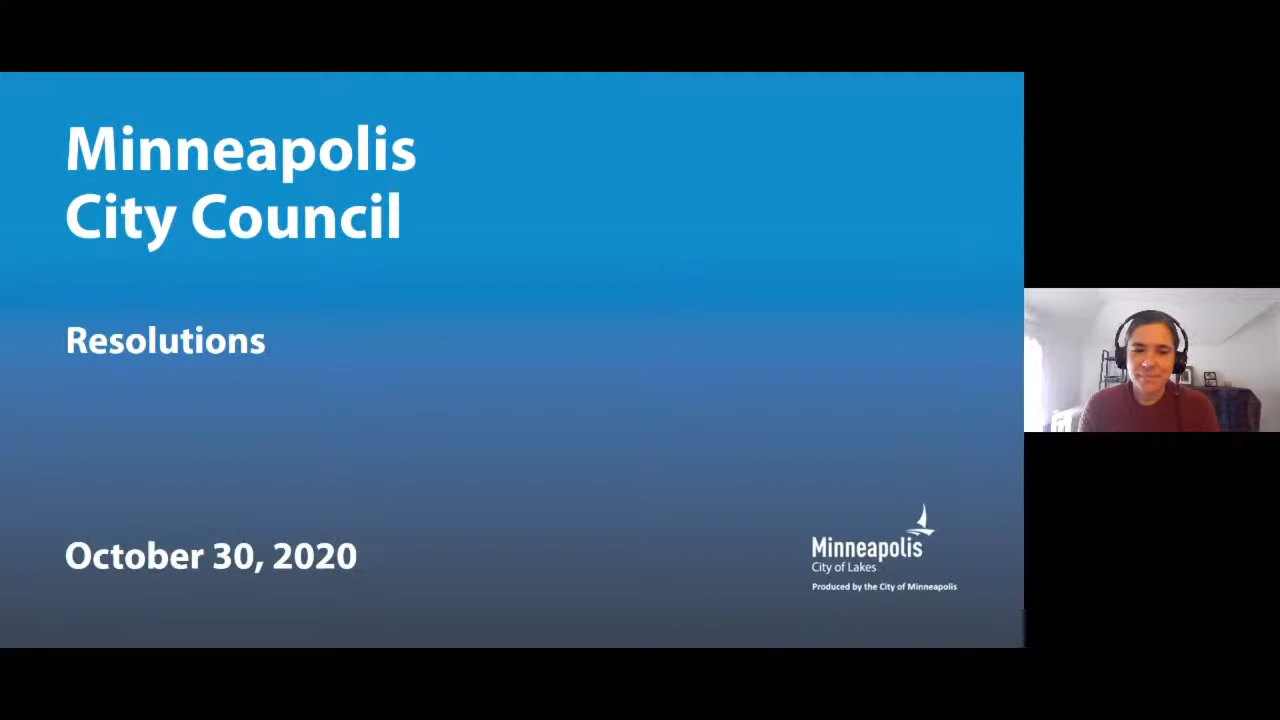 Minneapolis
City Council
Resolutions
October 30, 2020
Minneapolis
City of Lakes
Produced by the City of Minneapolis